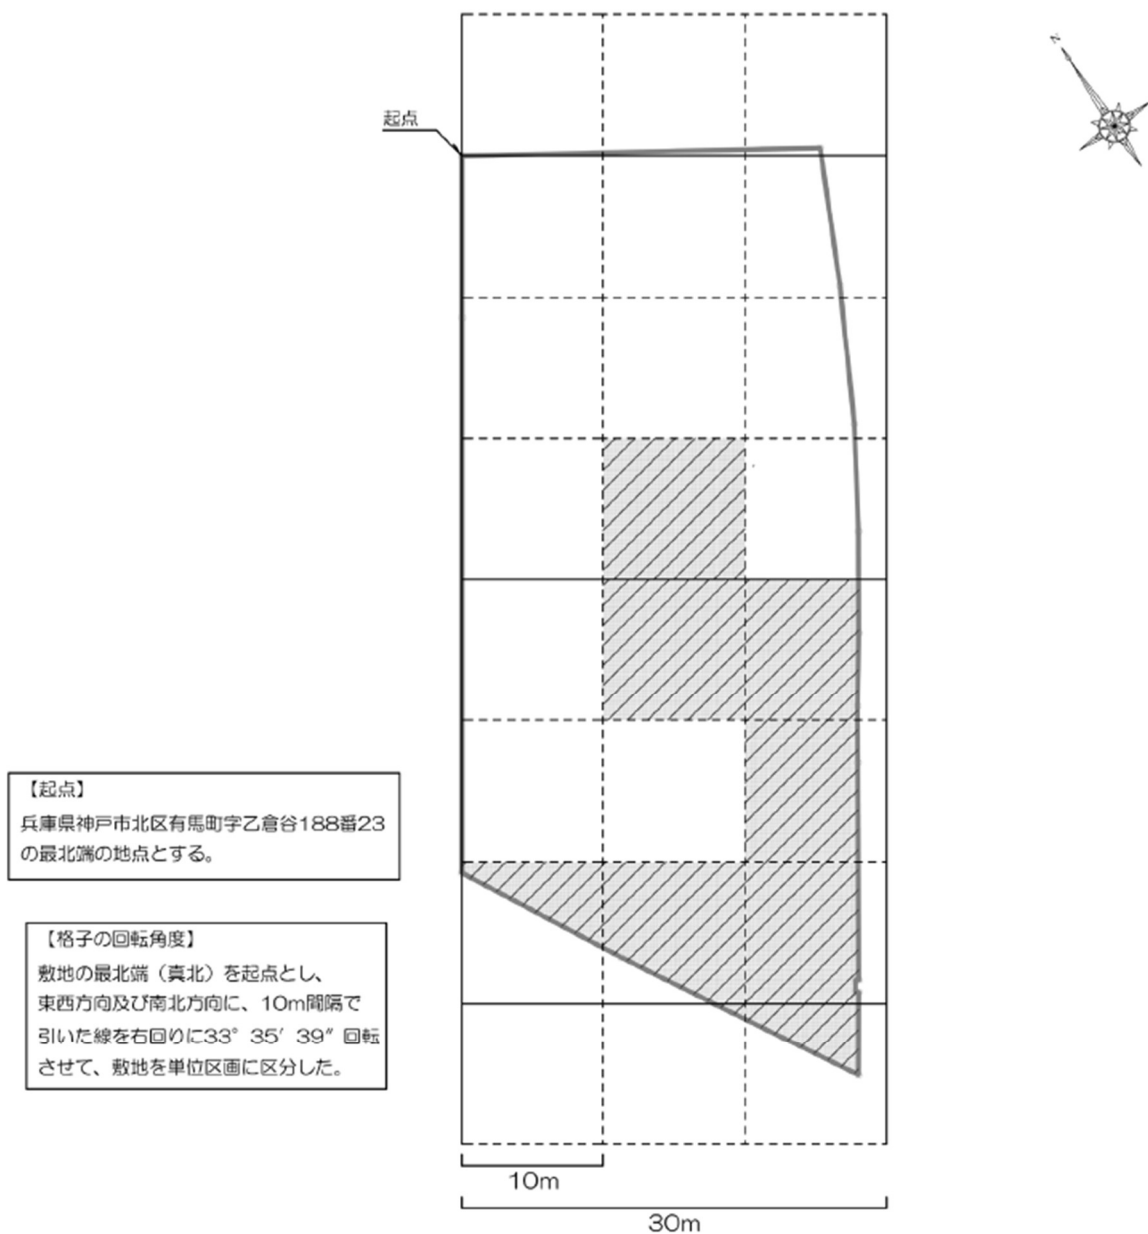 N
起点
【起点】
兵庫県神戸市北区有馬町字乙倉谷188番23
の最北端の地点とする。
【格子の回転角度】
敷地の最北端（真北）を起点とし、
東西方向及び南北方向に、10m間隔で
引いた線を右回りに33°35′39″回転
させて、敷地を単位区画に区分した。
10m
30m